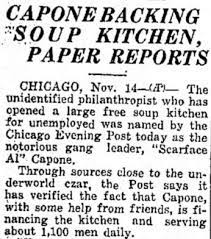 CAPONE BACKING
SOUP KITCHEN,
PAPER REPORTS
CHICAGO, Nov. 14—(AP)— The
unidentified philanthropist who has
opened a large free soup kitchen
for unemployed was named by the
Chicago Evening Post today as the
notorious gang leader, "Scarface
Al" Capone.
Through sources close to the un-
derworld czar, the Post says it
has verified the fact that Capone,
with some help from friends, is fi-
nancing the kitchen and serving
about 1,100 men daily.